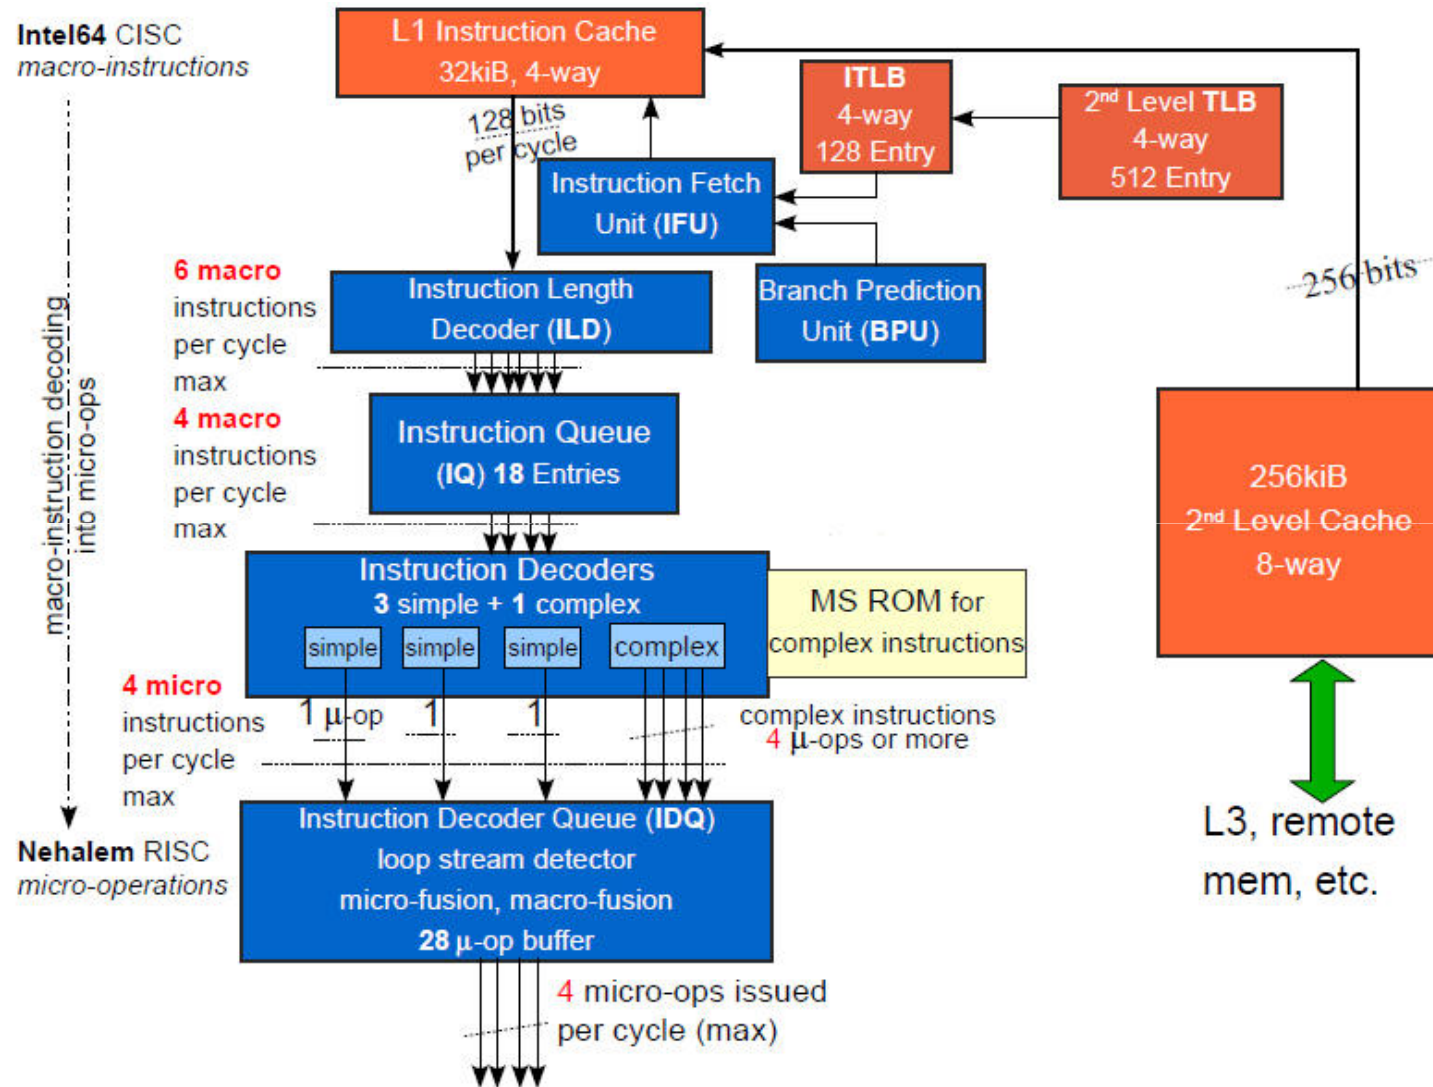 Intel64 CISC
macro-instructions
L1 Instruction Cache
32kiB, 4-way
128 bits
per cycle
ITLB
4-way
128 Entry
2nd Level TLB
4-way
512 Entry
Instruction Fetch
Unit (IFU)
256 bits
6 macro
instructions
per cycle
max
Instruction Length
Decoder (ILD)
Branch Prediction
Unit (BPU)
4 macro
instructions
per cycle
max
Instruction Queue
(IQ) 18 Entries
macro-instruction decoding
into micro-ops
256kiB
2nd Level Cache
8-way
Instruction Decoders
3 simple + 1 complex
simple
simple
simple
complex
MS ROM for
complex instructions
4 micro
instructions
per cycle
max
1 μ-op
1
1
complex instructions
4 μ-ops or more
Instruction Decoder Queue (IDQ)
loop stream detector
micro-fusion, macro-fusion
28 μ-op buffer
L3, remote
mem, etc.
Nehalem RISC
micro-operations
4 micro-ops issued
per cycle (max)